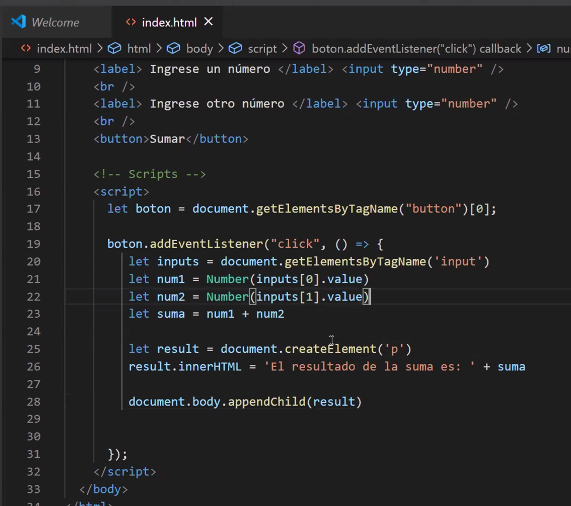 Welcome
index.html
index.html > html > body > script > boton.addEventListener("click") callback > nu
9 <label> Ingrese un número </label> <input type="number" />
10 <br />
11 <label> Ingrese otro número </label> <input type="number" />
12 <br />
13 <button>Sumar</button>
14
15 <!-- Scripts -->
16 <script>
17 let boton = document.getElementsByTagName("button")[0];
18
19 boton.addEventListener("click", () => {
20 let inputs = document.getElementsByTagName('input')
21 let num1 = Number(inputs[0].value)
22 let num2 = Number(inputs[1].value)
23 let suma = num1 + num2
24
25 let result = document.createElement('p')
26 result.innerHTML = 'El resultado de la suma es: ' + suma
27
28 document.body.appendChild(result)
29
30
31 });
32 </script>
33 </body>
34 </html>